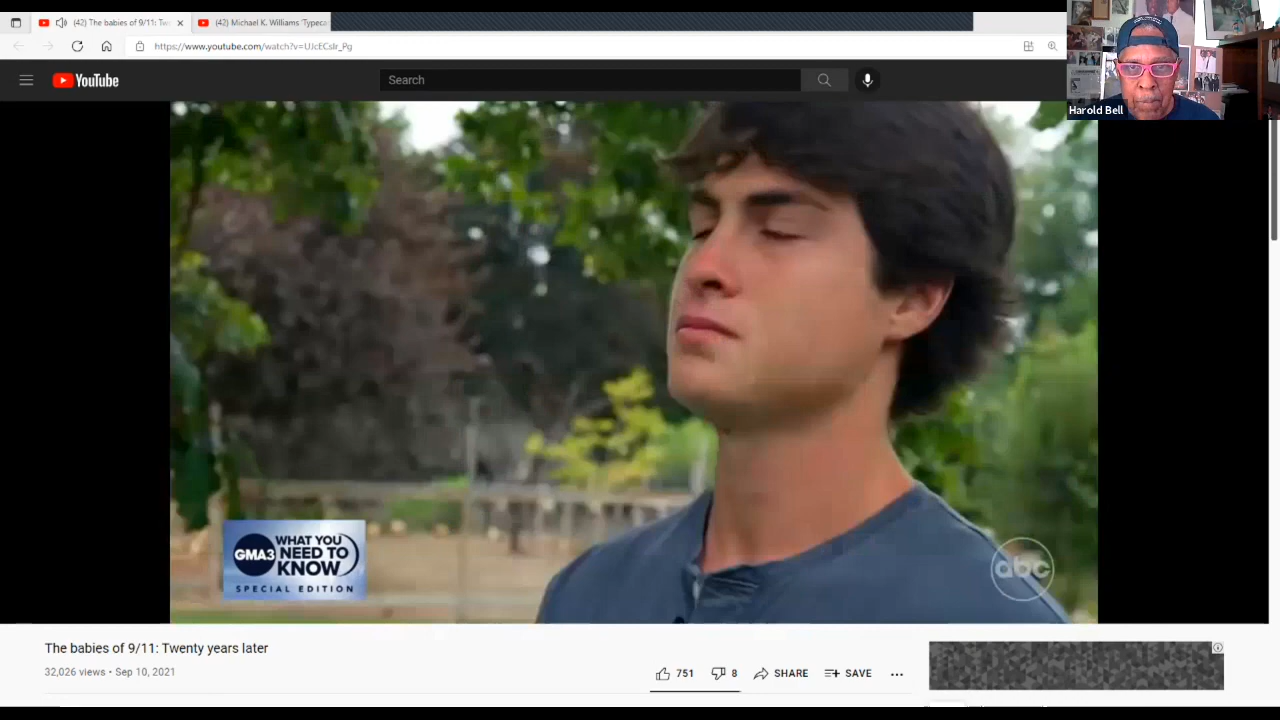 (42) The babies of 9/11: Twe
(42) Michael K. Williams 'Typeca
https://www.youtube.com/watch?v=UJcECslr_Pg
YouTube
Search
Harold Bell
GMA3
WHAT YOU
NEED TO
KNOW
SPECIAL EDITION
abc
The babies of 9/11: Twenty years later
32,026 views • Sep 10, 2021
751
8
SHARE
SAVE